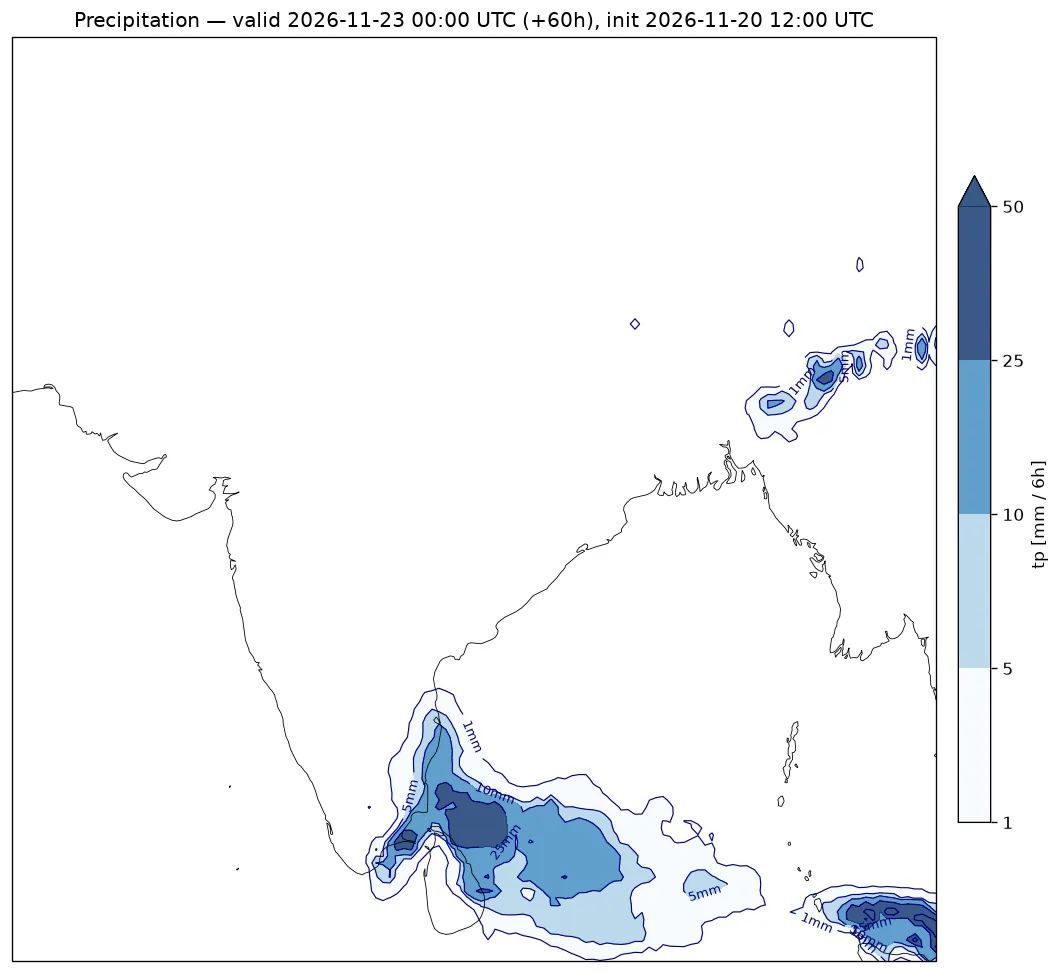 Precipitation — valid 2026-11-23 00:00 UTC (+60h), init 2026-11-20 12:00 UTC
50
25
10
5
1
tp [mm / 6h]
1mm
1mm
5mm
1mm
10mm
5mm
25mm
5mm
1mm